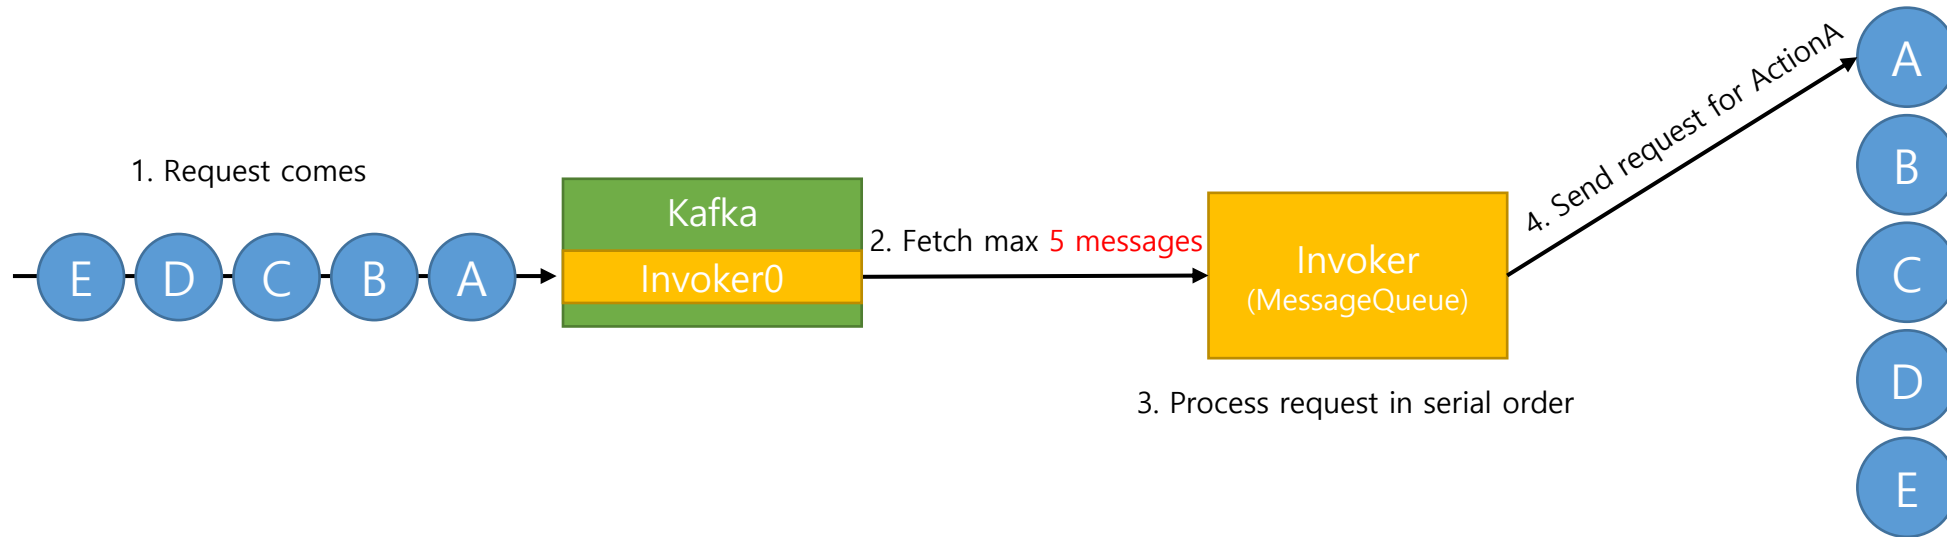 1. Request comes
E D C B A
Kafka
Invoker0
2. Fetch max 5 messages
Invoker
(MessageQueue)
3. Process request in serial order
4. Send request for ActionA
A
B
C
D
E